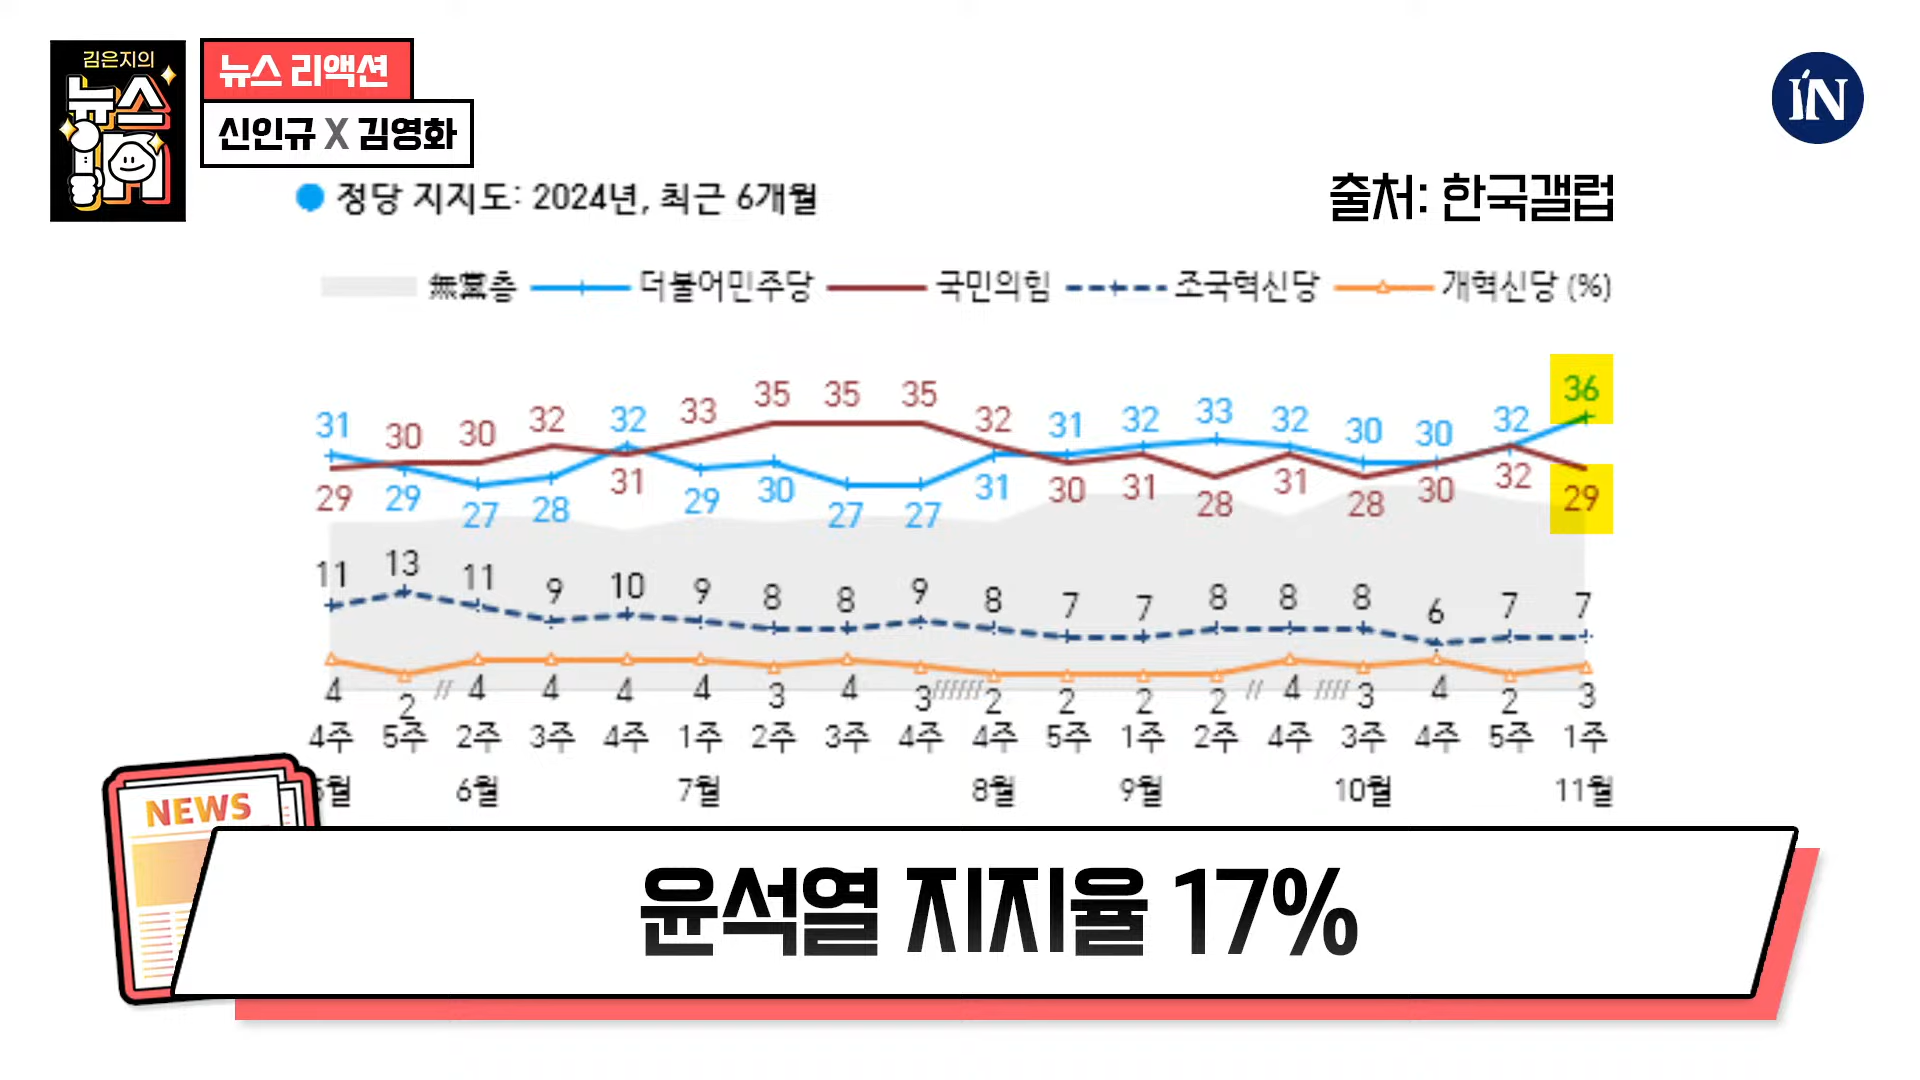 김은지의
뉴스
IN
뉴스 리액션
신인규 X 김영화
IN
정당 지지도: 2024년, 최근 6개월
출처: 한국갤럽
無黨층 더불어민주당 국민의힘 조국혁신당 개혁신당 (%)
31 30 30 32 32 33 35 35 35 32 31 32 33 32 30 30 32 36
29 29 27 28 31 29 30 27 27 31 30 31 28 31 28 30 32 29
11 13 11 9 10 9 8 8 9 8 7 7 8 8 8 6 7 7
4 2 // 4 4 4 4 3 4 3 /////// 2 2 2 2 // 4 //// 3 4 2 3
4주 5주 2주 3주 4주 1주 2주 3주 4주 4주 5주 1주 2주 4주 3주 4주 5주 1주
5월 6월 7월 8월 9월 10월 11월
NEWS
윤석열 지지율 17%